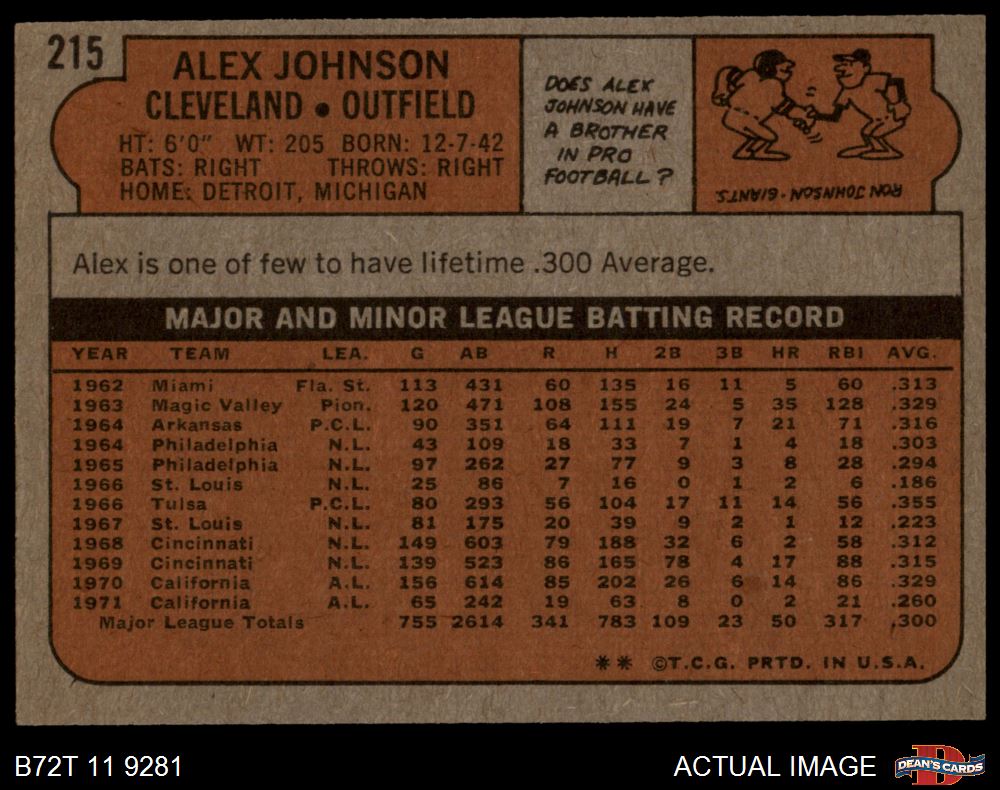 215
ALEX JOHNSON
CLEVELAND • OUTFIELD
HT: 6'0" WT: 205 BORN: 12-7-42
BATS: RIGHT THROWS: RIGHT
HOME: DETROIT, MICHIGAN
DOES ALEX
JOHNSON HAVE
A BROTHER
IN PRO
FOOTBALL?
RON JOHNSON-GIANTS.
Alex is one of few to have lifetime .300 Average.
MAJOR AND MINOR LEAGUE BATTING RECORD
YEAR TEAM LEA. G AB R H 2B 3B HR RBI AVG.
1962 Miami Fla. St. 113 431 60 135 16 11 5 60 .313
1963 Magic Valley Pion. 120 471 108 155 24 5 35 128 .329
1964 Arkansas P.C.L. 90 351 64 111 19 7 21 71 .316
1964 Philadelphia N.L. 43 109 18 33 7 1 4 18 .303
1965 Philadelphia N.L. 97 262 27 77 9 3 8 28 .294
1966 St. Louis N.L. 25 86 7 16 0 1 2 6 .186
1966 Tulsa P.C.L. 80 293 56 104 17 11 14 56 .355
1967 St. Louis N.L. 81 175 20 39 9 2 1 12 .223
1968 Cincinnati N.L. 149 603 79 188 32 6 2 58 .312
1969 Cincinnati N.L. 139 523 86 165 78 4 17 88 .315
1970 California A.L. 156 614 85 202 26 6 14 86 .329
1971 California A.L. 65 242 19 63 8 0 2 21 .260
Major League Totals 755 2614 341 783 109 23 50 317 .300
** ©T.C.G. PRTD. IN U.S.A.
B72T 11 9281
ACTUAL IMAGE
D
DEAN'S CARDS